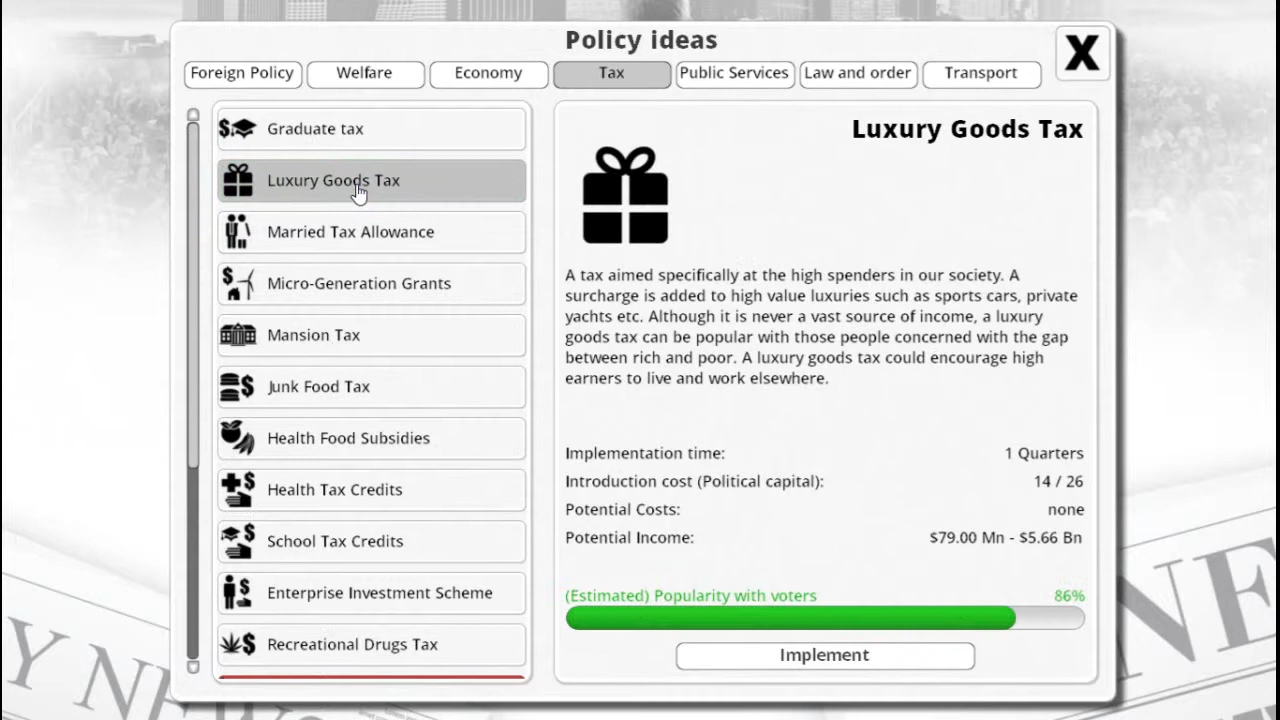 Policy ideas
X
Foreign Policy
Welfare
Economy
Tax
Public Services
Law and order
Transport
Graduate tax
Luxury Goods Tax
Married Tax Allowance
Micro-Generation Grants
Mansion Tax
Junk Food Tax
Health Food Subsidies
Health Tax Credits
School Tax Credits
Enterprise Investment Scheme
Recreational Drugs Tax
Luxury Goods Tax
A tax aimed specifically at the high spenders in our society. A
surcharge is added to high value luxuries such as sports cars, private
yachts etc. Although it is never a vast source of income, a luxury
goods tax can be popular with those people concerned with the gap
between rich and poor. A luxury goods tax could encourage high
earners to live and work elsewhere.
Implementation time: 1 Quarters
Introduction cost (Political capital): 14 / 26
Potential Costs: none
Potential Income: $79.00 Mn - $5.66 Bn
(Estimated) Popularity with voters 86%
Implement